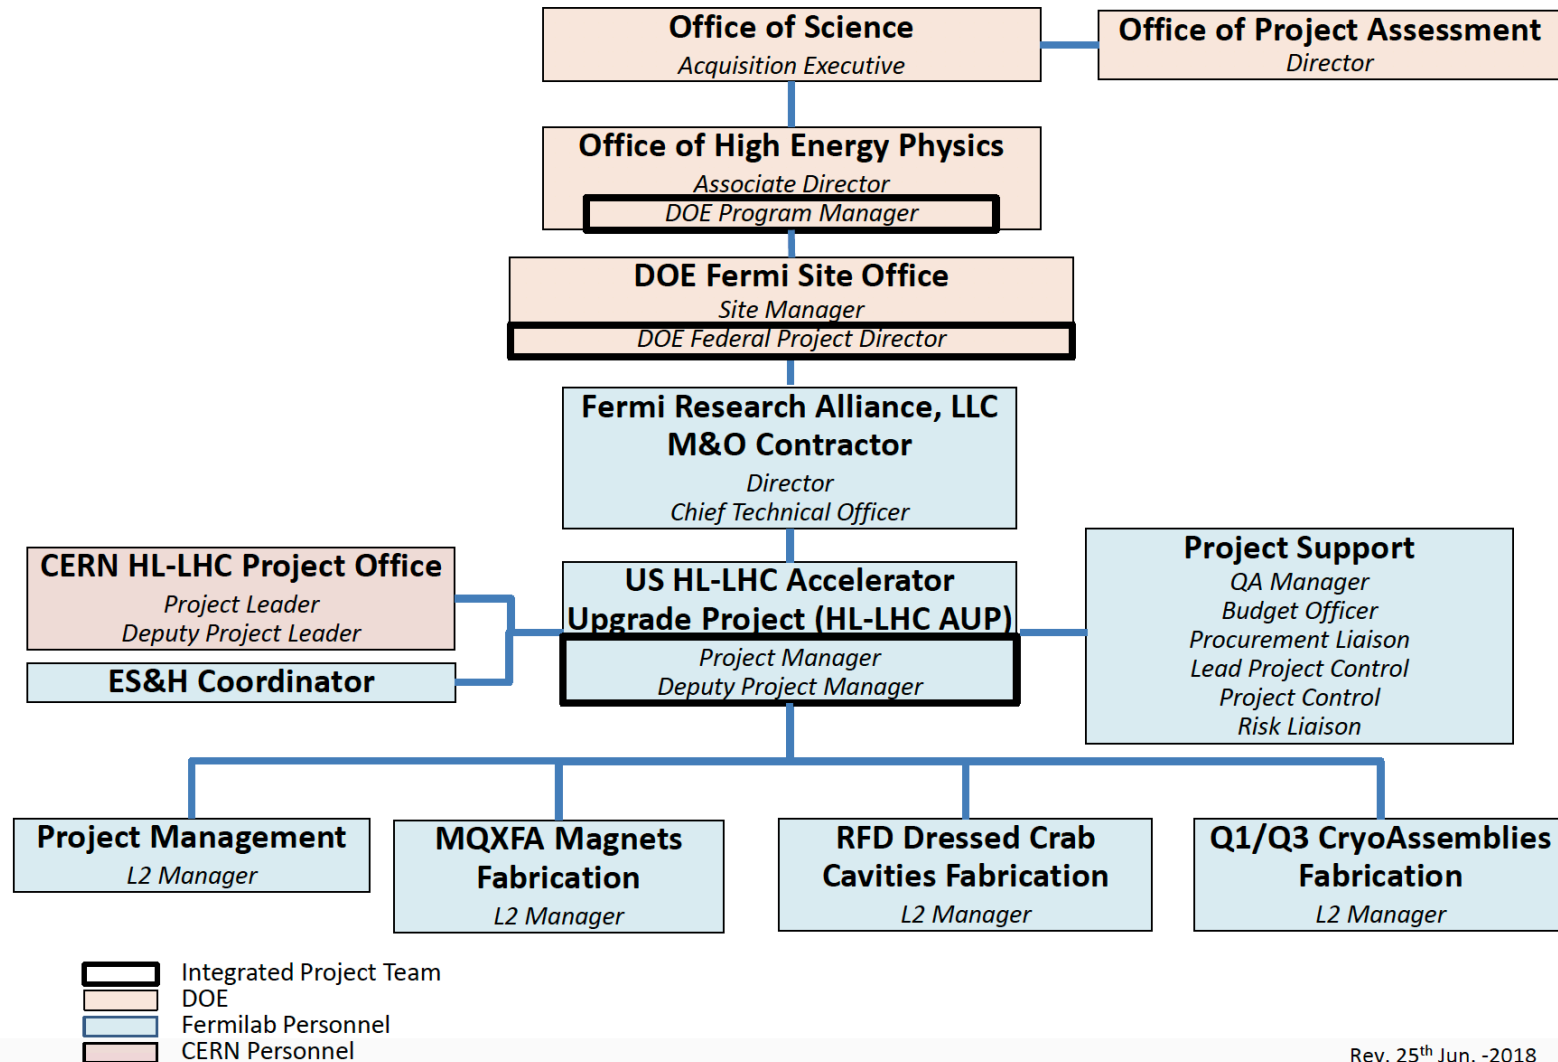 Office of Science
Acquisition Executive
Office of Project Assessment
Director
Office of High Energy Physics
Associate Director
DOE Program Manager
DOE Fermi Site Office
Site Manager
DOE Federal Project Director
Fermi Research Alliance, LLC
M&O Contractor
Director
Chief Technical Officer
CERN HL-LHC Project Office
Project Leader
Deputy Project Leader
ES&H Coordinator
US HL-LHC Accelerator
Upgrade Project (HL-LHC AUP)
Project Manager
Deputy Project Manager
Project Support
QA Manager
Budget Officer
Procurement Liaison
Lead Project Control
Project Control
Risk Liaison
Project Management
L2 Manager
MQXFA Magnets
Fabrication
L2 Manager
RFD Dressed Crab
Cavities Fabrication
L2 Manager
Q1/Q3 CryoAssemblies
Fabrication
L2 Manager
Integrated Project Team
DOE
Fermilab Personnel
CERN Personnel
Rev. 25th Jun. -2018